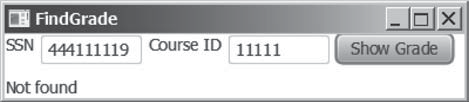 FindGrade
SSN 444111119 Course ID 11111 Show Grade
Not found